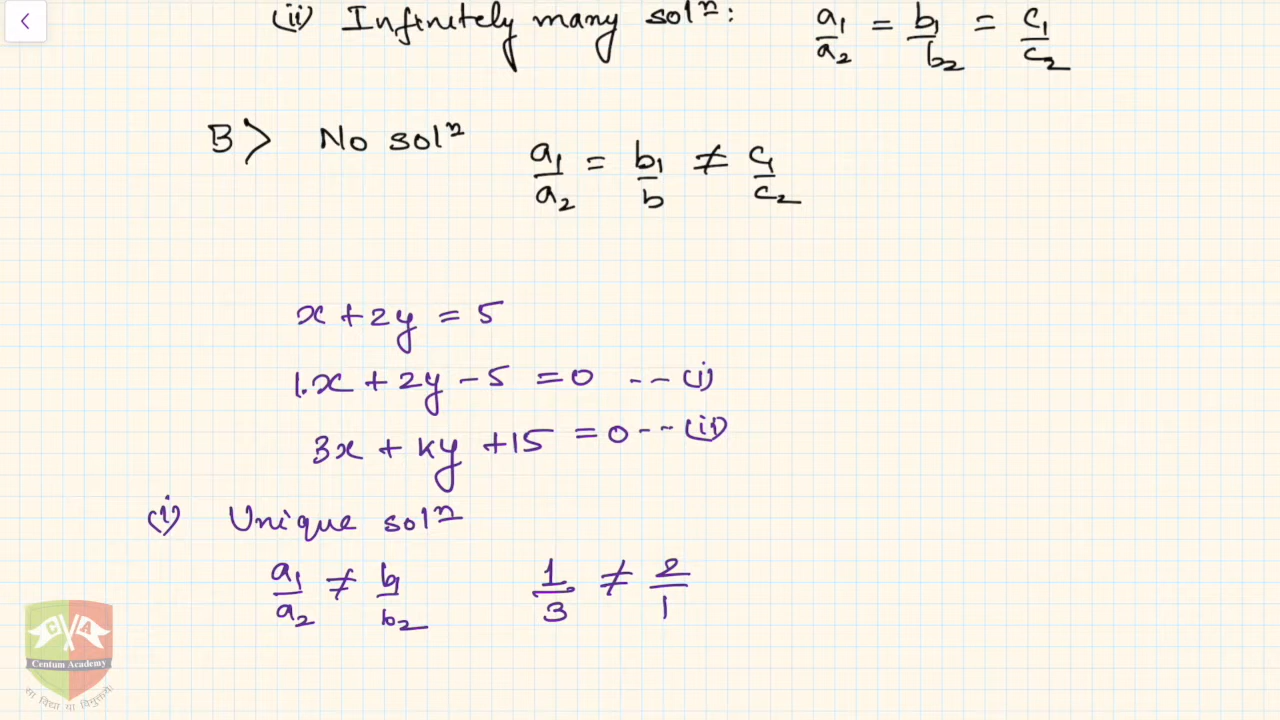 (ii) Infinitely many solⁿ: a₁/a₂ = b₁/b₂ = c₁/c₂
B> No solⁿ a₁/a₂ = b₁/b ≠ c₁/c₂
x + 2y = 5
1.x + 2y - 5 = 0 -- (i)
3x + ky + 15 = 0 -- (ii)
(i) Unique solⁿ
a₁/a₂ ≠ b₁/b₂ 1/3 ≠ 2/1
C A
Centum Academy
सा विद्या या विमुक्तये